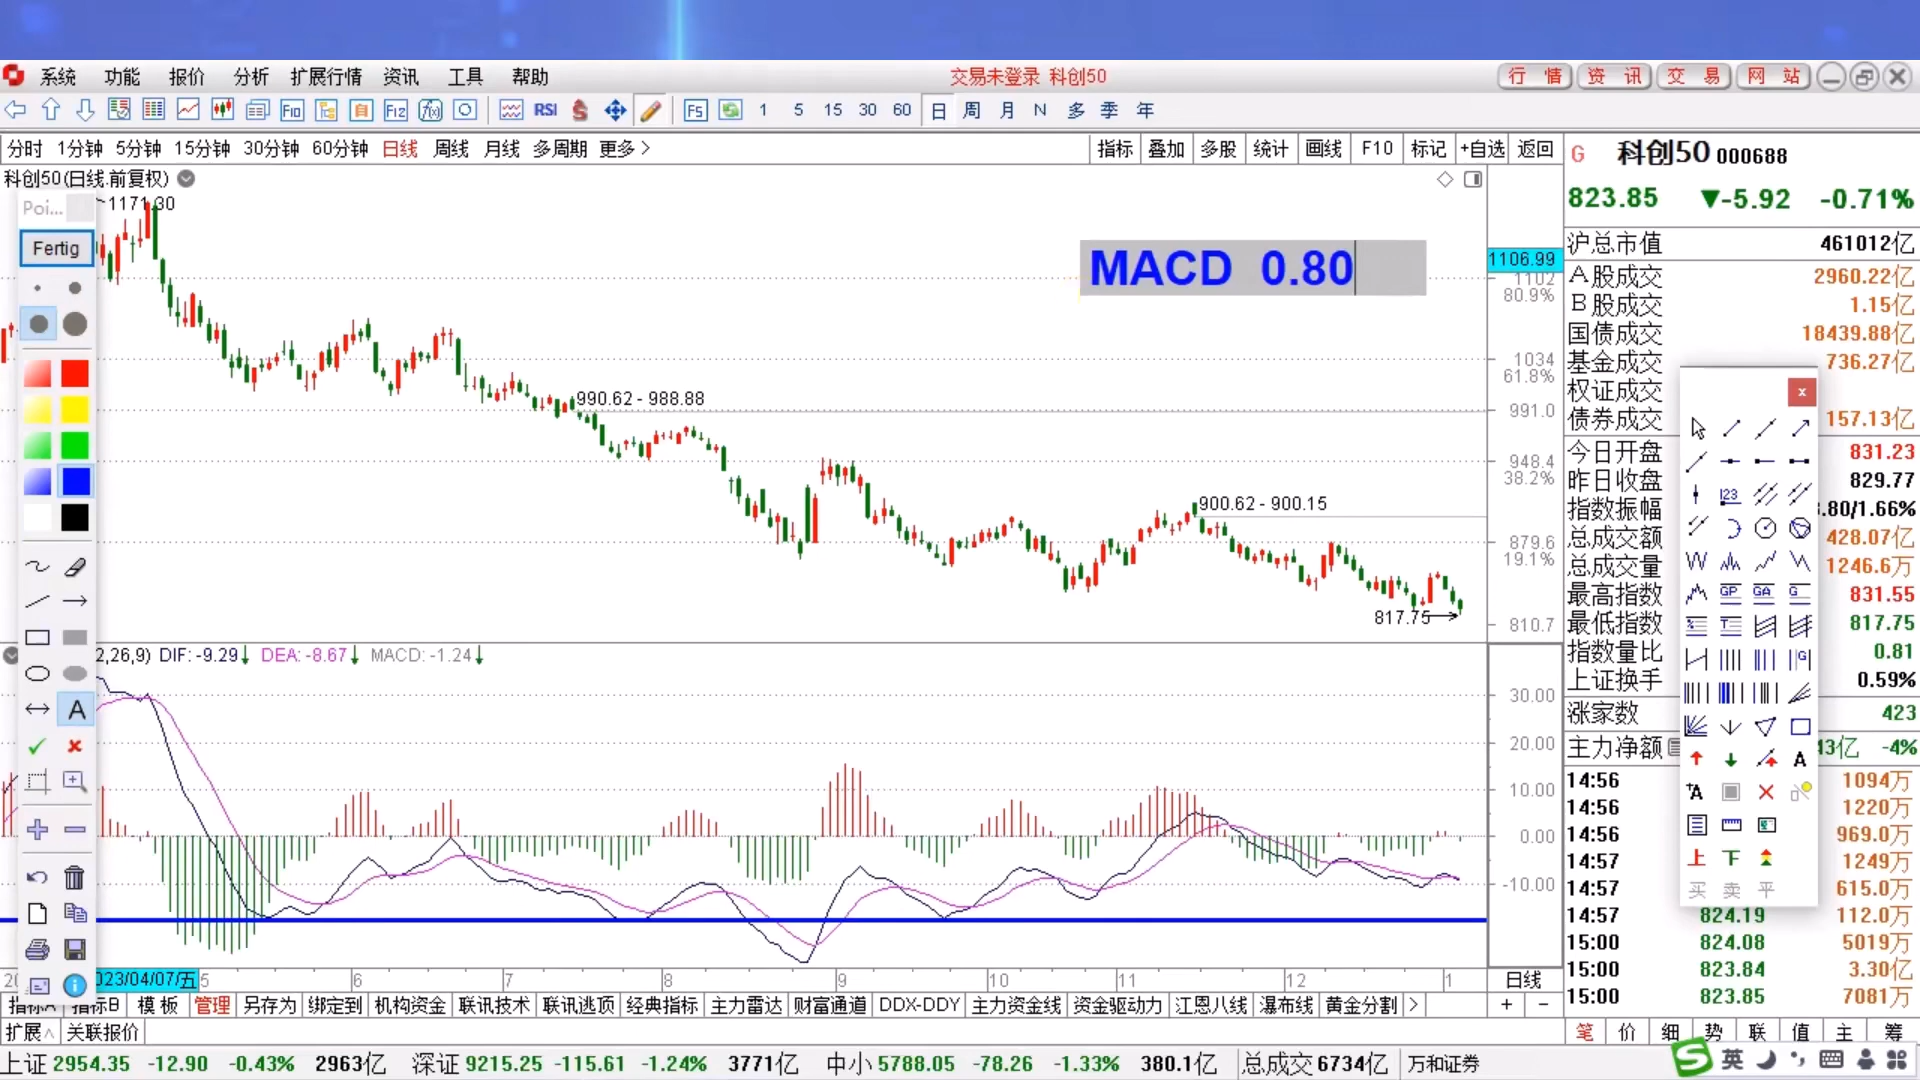 系统 功能 报价 分析 扩展行情 资讯 工具 帮助 交易未登录 科创50 行情 资讯 交易 网站
F10 F12 f(x) RSI $ F5 1 5 15 30 60 日 周 月 N 多 季 年
分时 1分钟 5分钟 15分钟 30分钟 60分钟 日线 周线 月线 多周期 更多 指标 叠加 多股 统计 画线 F10 标记 +自选 返回
科创50(日线.前复权)
Poi...
Fertig
1171.30
MACD 0.80
990.62 - 988.88
900.62 - 900.15
817.75
1106.99
1102
80.9%
1034
61.8%
991.0
948.4
38.2%
879.6
19.1%
810.7
2,26,9) DIF: -9.29↓ DEA: -8.67↓ MACD: -1.24↓
30.00
20.00
10.00
0.00
-10.00
A
023/04/07/五 5 6 7 8 9 10 11 12 1 日线
指标A 指标B 模板 管理 另存为 绑定到 机构资金 联讯技术 联讯逃顶 经典指标 主力雷达 财富通道 DDX-DDY 主力资金线 资金驱动力 江恩八线 瀑布线 黄金分割 > + -
扩展∧ 关联报价
G 科创50 000688
823.85 ▼-5.92 -0.71%
沪总市值 461012亿
A股成交 2960.22亿
B股成交 1.15亿
国债成交 18439.88亿
基金成交 736.27亿
权证成交
债券成交 157.13亿
今日开盘 831.23
昨日收盘 829.77
指数振幅 .80/1.66%
总成交额 428.07亿
总成交量 1246.6万
最高指数 831.55
最低指数 817.75
指数量比 0.81
上证换手 0.59%
涨家数 423
主力净额 43亿 -4%
14:56 1094万
14:56 1220万
14:56 969.0万
14:57 1249万
14:57 615.0万
14:57 824.19 112.0万
15:00 824.08 5019万
15:00 823.84 3.30亿
15:00 823.85 7081万
笔 价 细 势 联 值 主 筹
x
123
GP GA G
A
A
上 下
买 卖 平
上证 2954.35 -12.90 -0.43% 2963亿 深证 9215.25 -115.61 -1.24% 3771亿 中小 5788.05 -78.26 -1.33% 380.1亿 总成交 6734亿 万和证券
S 英